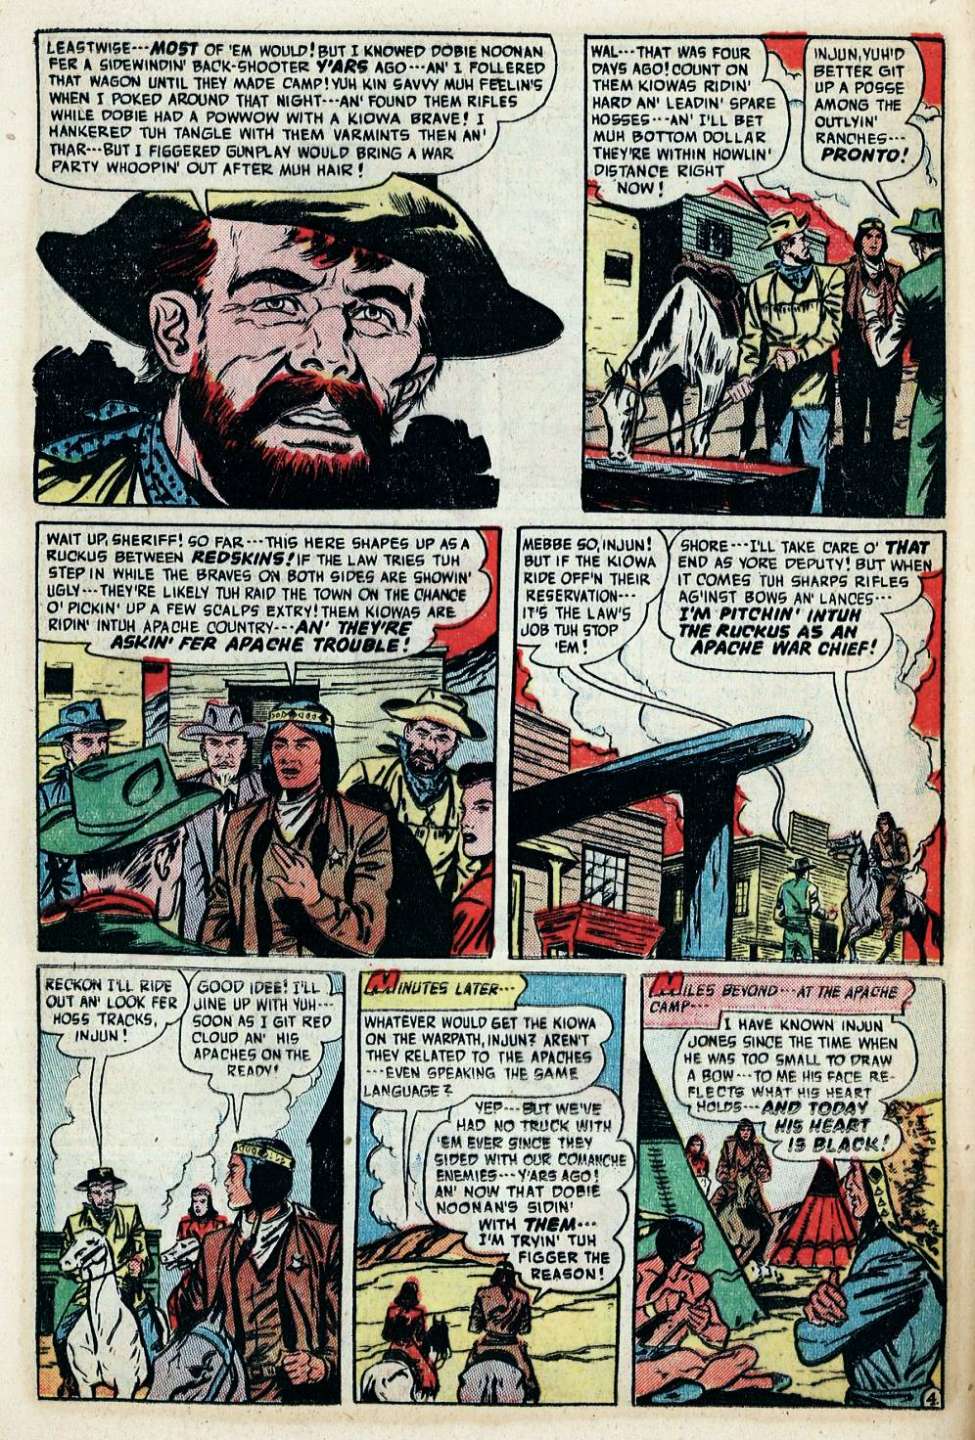 LEASTWISE---MOST OF 'EM WOULD! BUT I KNOWED DOBIE NOONAN
FER A SIDEWINDIN' BACK-SHOOTER Y'ARS AGO---AN' I FOLLERED
THAT WAGON UNTIL THEY MADE CAMP! YUH KIN SAVVY MUH FEELIN'S
WHEN I POKED AROUND THAT NIGHT---AN' FOUND THEM RIFLES
WHILE DOBIE HAD A POWWOW WITH A KIOWA BRAVE! I
HANKERED TUH TANGLE WITH THEM VARMINTS THEN AN'
THAR---BUT I FIGGERED GUNPLAY WOULD BRING A WAR
PARTY WHOOPIN' OUT AFTER MUH HAIR!
WAL---THAT WAS FOUR
DAYS AGO! COUNT ON
THEM KIOWAS RIDIN'
HARD AN' LEADIN' SPARE
HOSSES---AN' I'LL BET
MUH BOTTOM DOLLAR
THEY'RE WITHIN HOWLIN'
DISTANCE RIGHT
NOW!
INJUN, YUH'D
BETTER GIT
UP A POSSE
AMONG THE
OUTLYIN'
RANCHES---
PRONTO!
WAIT UP, SHERIFF! SO FAR---THIS HERE SHAPES UP AS A
RUCKUS BETWEEN REDSKINS! IF THE LAW TRIES TUH
STEP IN WHILE THE BRAVES ON BOTH SIDES ARE SHOWIN'
UGLY---THEY'RE LIKELY TUH RAID THE TOWN ON THE CHANCE
O' PICKIN' UP A FEW SCALPS EXTRY! THEM KIOWAS ARE
RIDIN' INTUH APACHE COUNTRY---AN' THEY'RE
ASKIN' FER APACHE TROUBLE!
MEBBE SO, INJUN!
BUT IF THE KIOWA
RIDE OFF'N THEIR
RESERVATION---
IT'S THE LAW'S
JOB TUH STOP
'EM!
SHORE---I'LL TAKE CARE O' THAT
END AS YORE DEPUTY! BUT WHEN
IT COMES TUH SHARPS RIFLES
AG'INST BOWS AN' LANCES---
I'M PITCHIN' INTUH
THE RUCKUS AS AN
APACHE WAR CHIEF!
RECKON I'LL RIDE
OUT AN' LOOK FER
HOSS TRACKS,
INJUN!
GOOD IDEE! I'LL
JINE UP WITH YUH---
SOON AS I GIT RED
CLOUD AN' HIS
APACHES ON THE
READY!
MINUTES LATER---
WHATEVER WOULD GET THE KIOWA
ON THE WARPATH, INJUN? AREN'T
THEY RELATED TO THE APACHES
---EVEN SPEAKING THE SAME
LANGUAGE?
YEP---BUT WE'VE
HAD NO TRUCK WITH
'EM EVER SINCE THEY
SIDED WITH OUR COMANCHE
ENEMIES---Y'ARS AGO!
AN' NOW THAT DOBIE
NOONAN'S SIDIN'
WITH THEM---
I'M TRYIN' TUH
FIGGER THE
REASON!
MILES BEYOND---AT THE APACHE
CAMP---
I HAVE KNOWN INJUN
JONES SINCE THE TIME WHEN
HE WAS TOO SMALL TO DRAW
A BOW---TO ME HIS FACE RE-
FLECTS WHAT HIS HEART
HOLDS---AND TODAY
HIS HEART
IS BLACK!
4